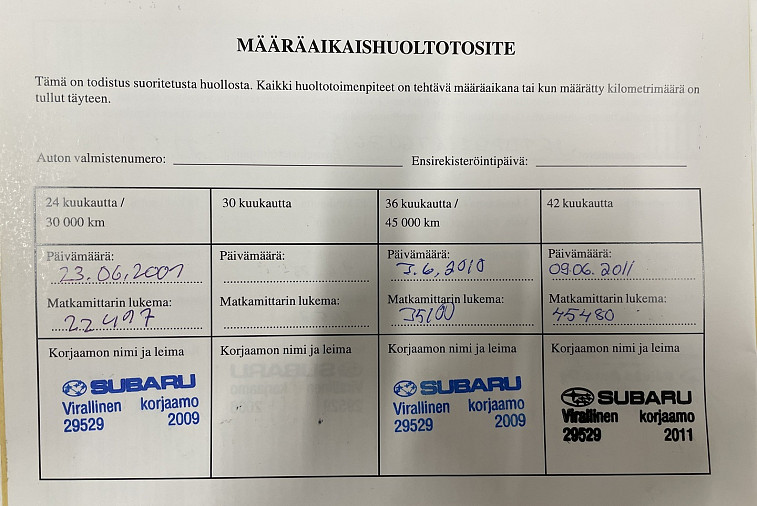 MÄÄRÄAIKAISHUOLTOTOSITE
Tämä on todistus suoritetusta huollosta. Kaikki huoltotoimenpiteet on tehtävä määräaikana tai kun määrätty kilometrimäärä on
tullut täyteen.
Auton valmistenumero: Ensirekisteröintipäivä:
24 kuukautta /
30 000 km
30 kuukautta
36 kuukautta /
45 000 km
42 kuukautta
Päivämäärä:
23.06.2009
Matkamittarin lukema:
22497
Päivämäärä:
Matkamittarin lukema:
Päivämäärä:
3.6.2010
Matkamittarin lukema:
35100
Päivämäärä:
09.06.2011
Matkamittarin lukema:
45480
Korjaamon nimi ja leima
SUBARU
Virallinen korjaamo
29529 2009
Korjaamon nimi ja leima
Korjaamon nimi ja leima
SUBARU
Virallinen korjaamo
29529 2009
Korjaamon nimi ja leima
SUBARU
Virallinen korjaamo
29529 2011